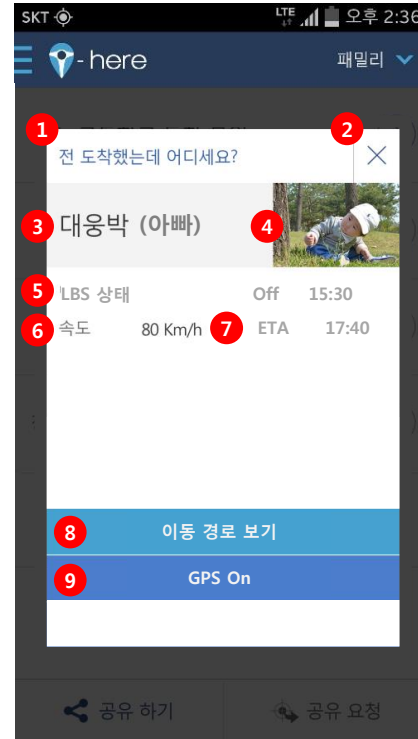 SKT LTE 오후 2:36
- here 패밀리
1 2
전 도착했는데 어디세요?
3 대웅박 (아빠) 4
5 LBS 상태 Off 15:30
6 속도 80 Km/h 7 ETA 17:40
8 이동 경로 보기
9 GPS On
공유 하기 공유 요청